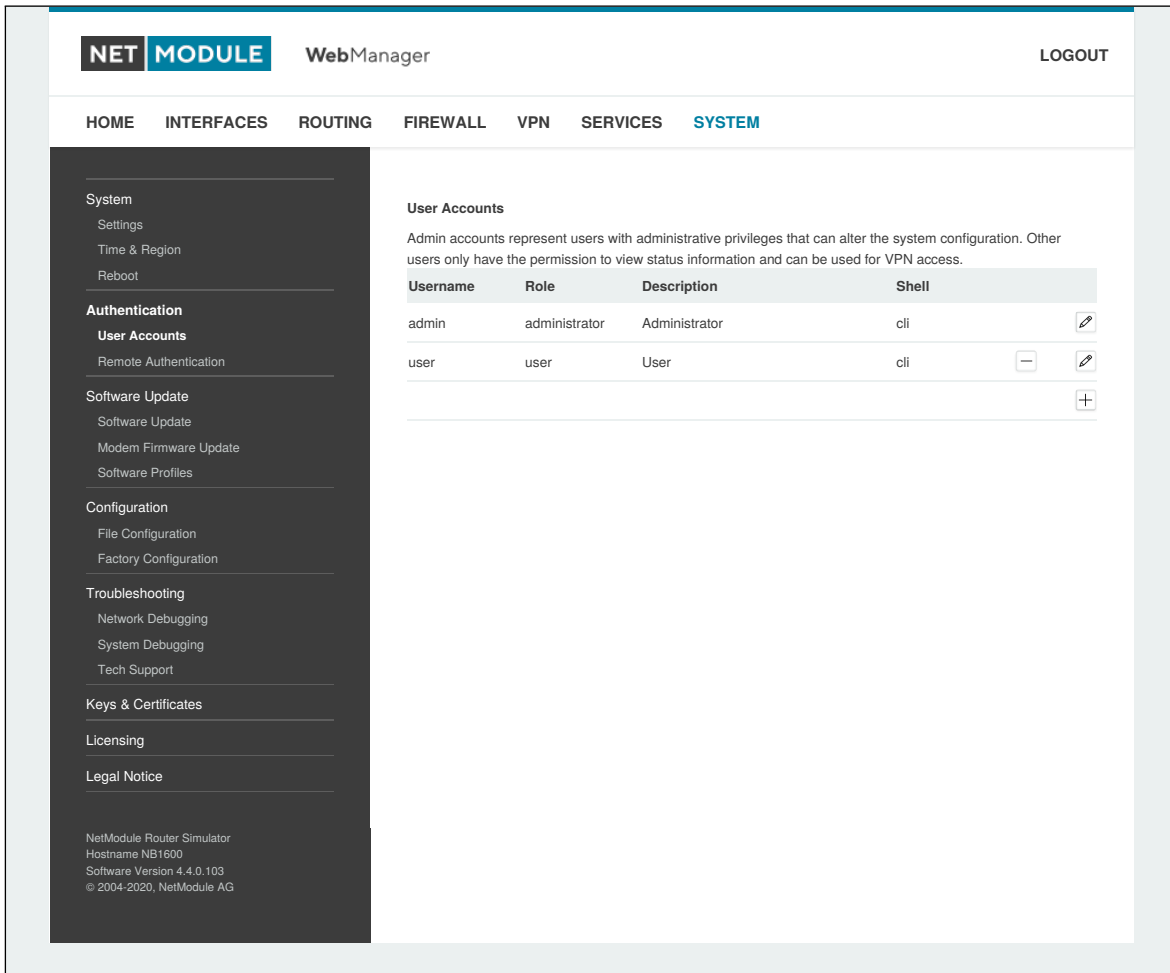 NET MODULE WebManager LOGOUT
HOME INTERFACES ROUTING FIREWALL VPN SERVICES SYSTEM
System
Settings
Time & Region
Reboot
Authentication
User Accounts
Remote Authentication
Software Update
Software Update
Modem Firmware Update
Software Profiles
Configuration
File Configuration
Factory Configuration
Troubleshooting
Network Debugging
System Debugging
Tech Support
Keys & Certificates
Licensing
Legal Notice
NetModule Router Simulator
Hostname NB1600
Software Version 4.4.0.103
© 2004-2020, NetModule AG
User Accounts
Admin accounts represent users with administrative privileges that can alter the system configuration. Other
users only have the permission to view status information and can be used for VPN access.
Username Role Description Shell
admin administrator Administrator cli
user user User cli